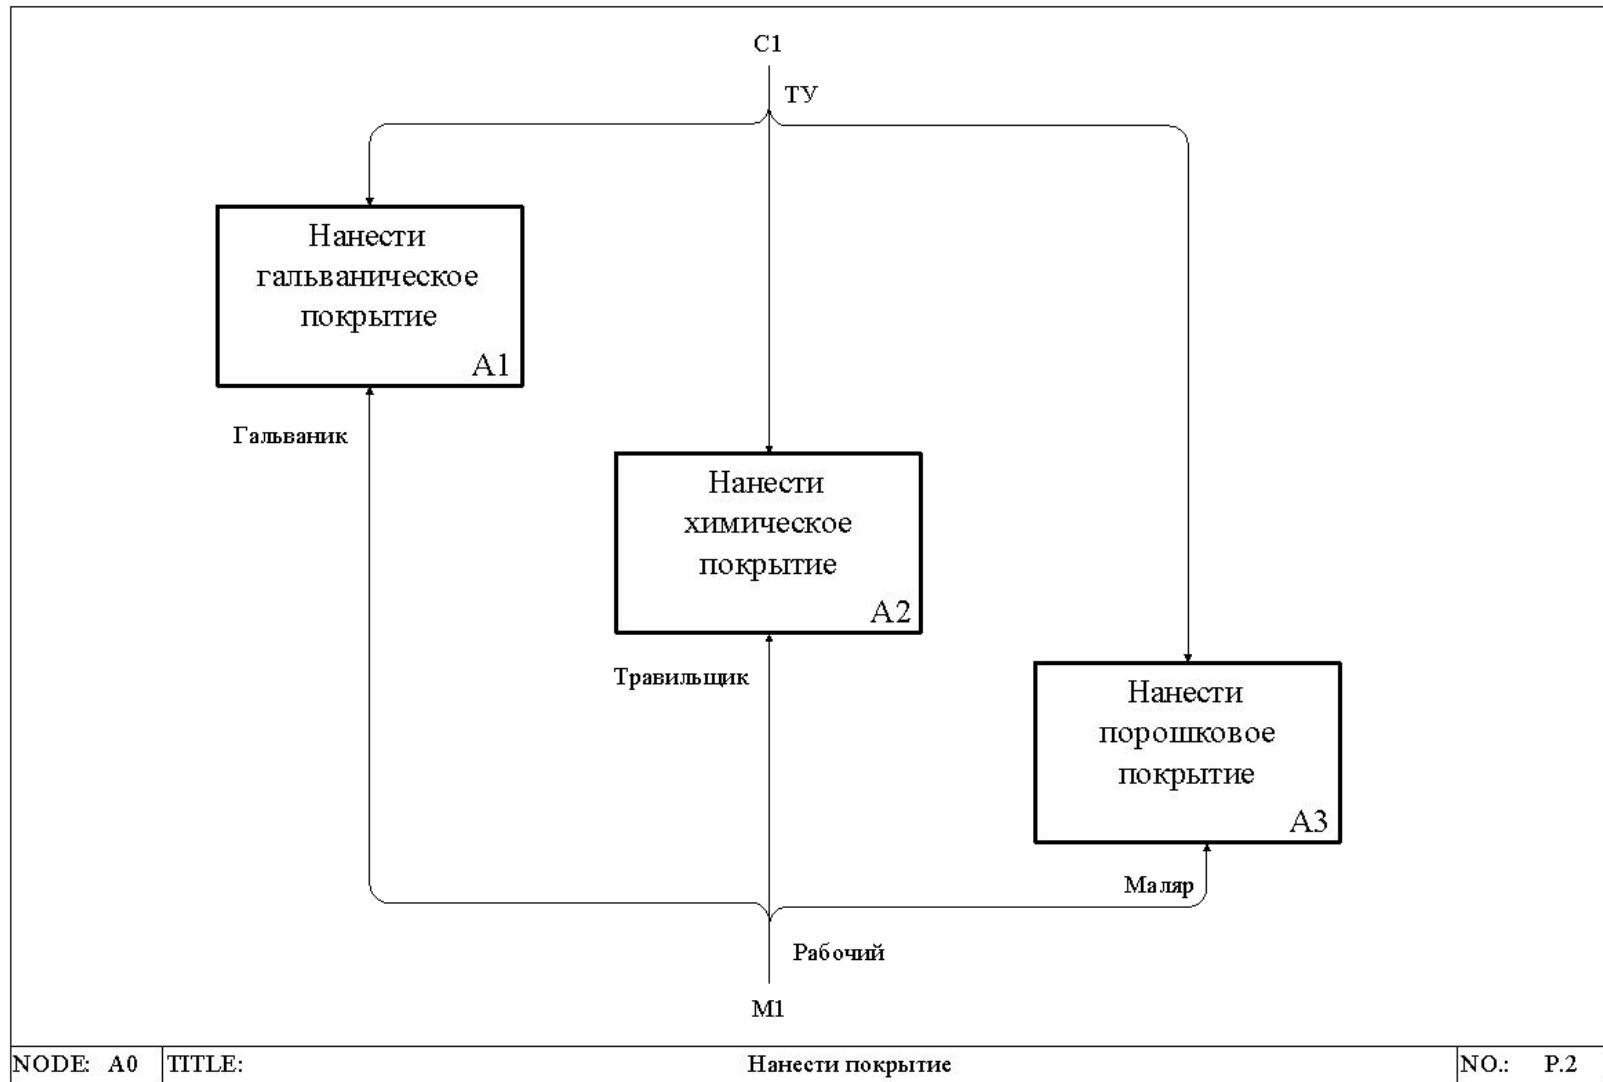 C1
ТУ
Нанести
гальваническое
покрытие
A1
Гальваник
Нанести
химическое
покрытие
A2
Травильщик
Нанести
порошковое
покрытие
A3
Маляр
Рабочий
M1
NODE: A0 TITLE: Нанести покрытие NO.: P.2